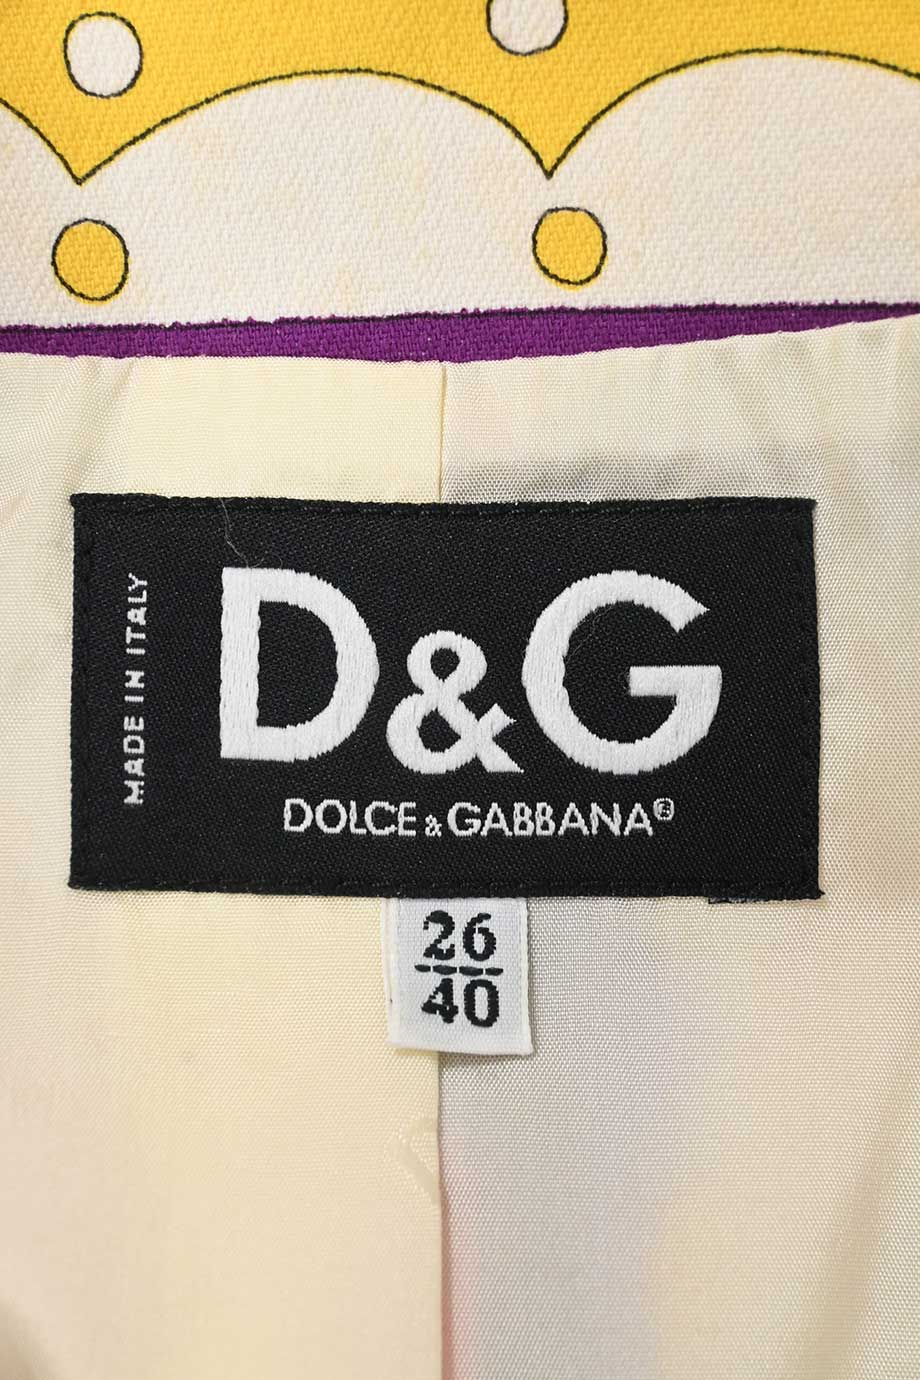 MADE IN ITALY
D&G
DOLCE & GABBANA®
26
40